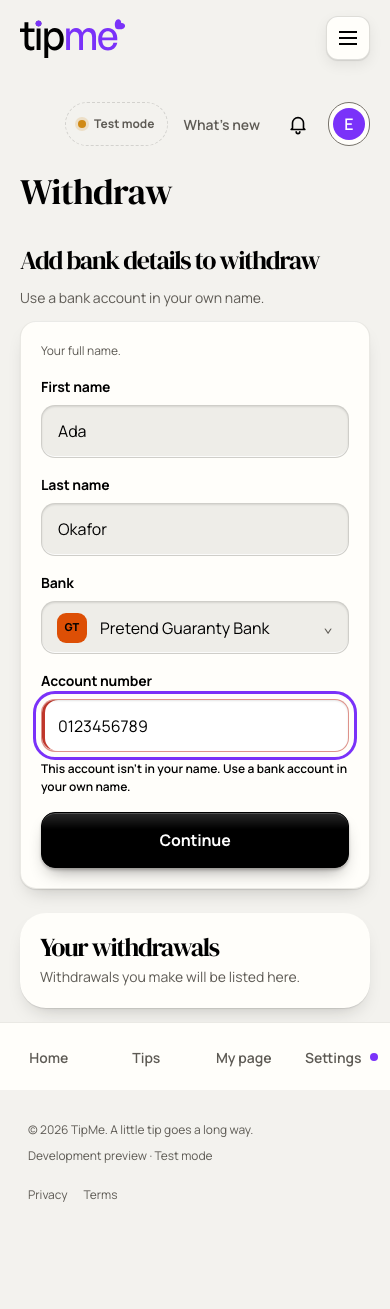 tipme
Test mode
What's new
E
Withdraw
Add bank details to withdraw
Use a bank account in your own name.
Your full name.
First name
Ada
Last name
Okafor
Bank
GT
Pretend Guaranty Bank
Account number
0123456789
This account isn't in your name. Use a bank account in
your own name.
Continue
Your withdrawals
Withdrawals you make will be listed here.
Home
Tips
My page
Settings
© 2026 TipMe. A little tip goes a long way.
Development preview · Test mode
Privacy
Terms